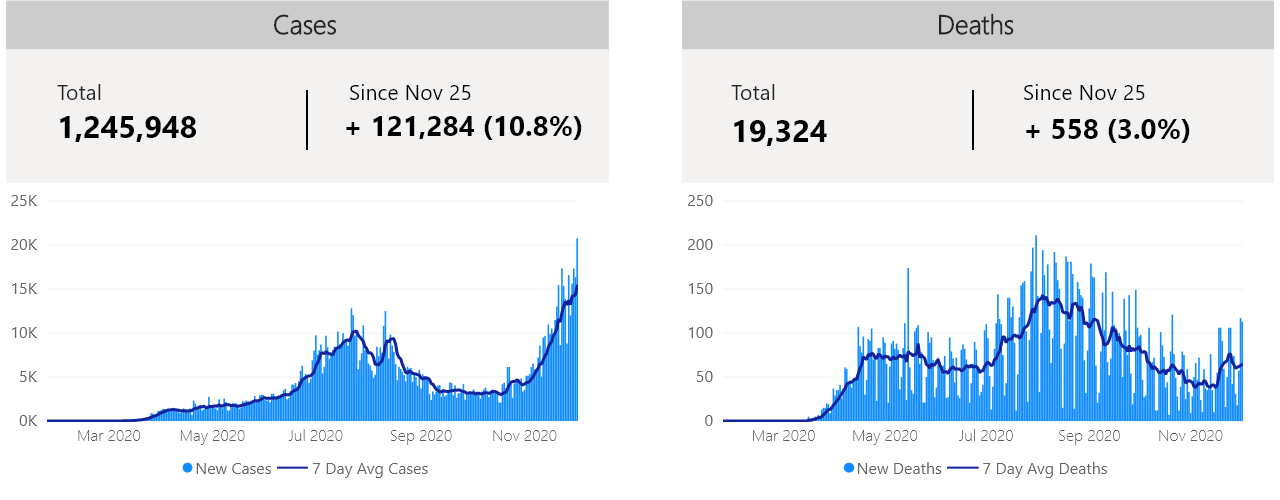 Cases
Total
1,245,948
Since Nov 25
+ 121,284 (10.8%)
25K
20K
15K
10K
5K
0K
Mar 2020 May 2020 Jul 2020 Sep 2020 Nov 2020
New Cases 7 Day Avg Cases
Deaths
Total
19,324
Since Nov 25
+ 558 (3.0%)
250
200
150
100
50
0
Mar 2020 May 2020 Jul 2020 Sep 2020 Nov 2020
New Deaths 7 Day Avg Deaths